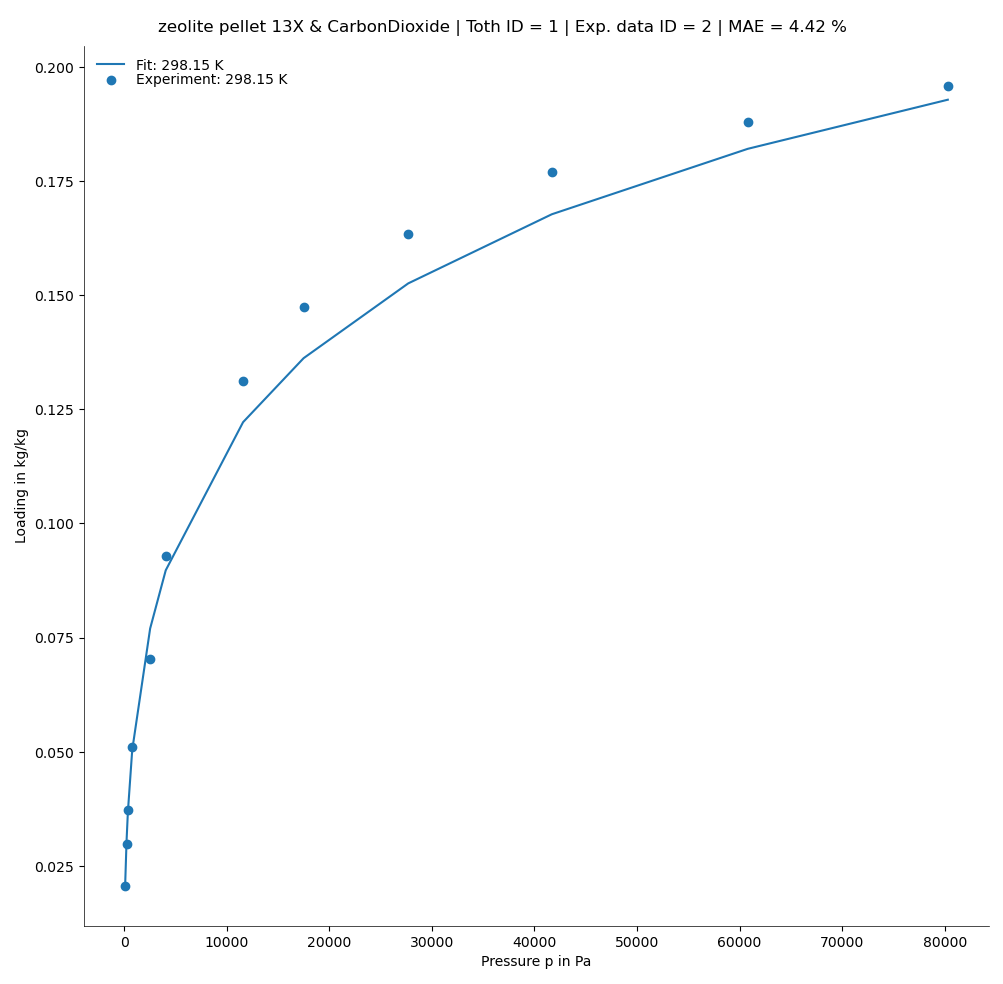 zeolite pellet 13X & CarbonDioxide | Toth ID = 1 | Exp. data ID = 2 | MAE = 4.42 %
Fit: 298.15 K
Experiment: 298.15 K
0.200
0.175
0.150
0.125
0.100
0.075
0.050
0.025
Loading in kg/kg
0 10000 20000 30000 40000 50000 60000 70000 80000
Pressure p in Pa